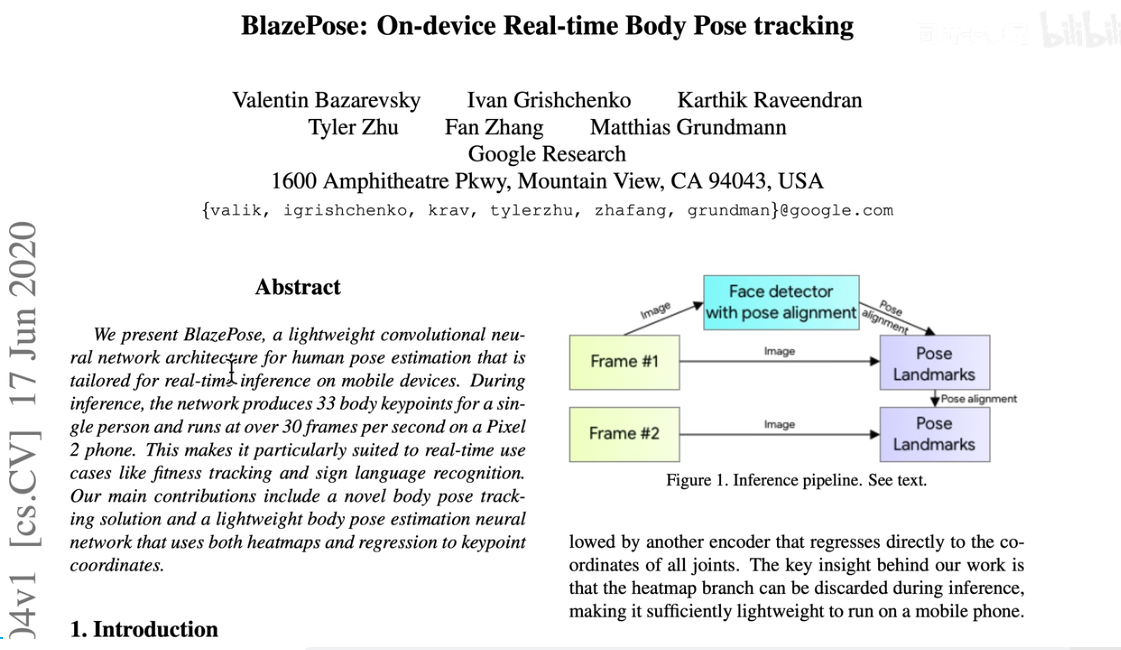 BlazePose: On-device Real-time Body Pose tracking
bilibili
Valentin Bazarevsky Ivan Grishchenko Karthik Raveendran
Tyler Zhu Fan Zhang Matthias Grundmann
Google Research
1600 Amphitheatre Pkwy, Mountain View, CA 94043, USA
{valik, igrishchenko, krav, tylerzhu, zhafang, grundman}@google.com
04v1 [cs.CV] 17 Jun 2020
Abstract
We present BlazePose, a lightweight convolutional neu-
ral network architecture for human pose estimation that is
tailored for real-time inference on mobile devices. During
inference, the network produces 33 body keypoints for a sin-
gle person and runs at over 30 frames per second on a Pixel
2 phone. This makes it particularly suited to real-time use
cases like fitness tracking and sign language recognition.
Our main contributions include a novel body pose track-
ing solution and a lightweight body pose estimation neural
network that uses both heatmaps and regression to keypoint
coordinates.
1. Introduction
Face detector
with pose alignment
Image
Pose
alignment
Frame #1
Image
Pose
Landmarks
Pose alignment
Frame #2
Image
Pose
Landmarks
Figure 1. Inference pipeline. See text.
lowed by another encoder that regresses directly to the co-
ordinates of all joints. The key insight behind our work is
that the heatmap branch can be discarded during inference,
making it sufficiently lightweight to run on a mobile phone.